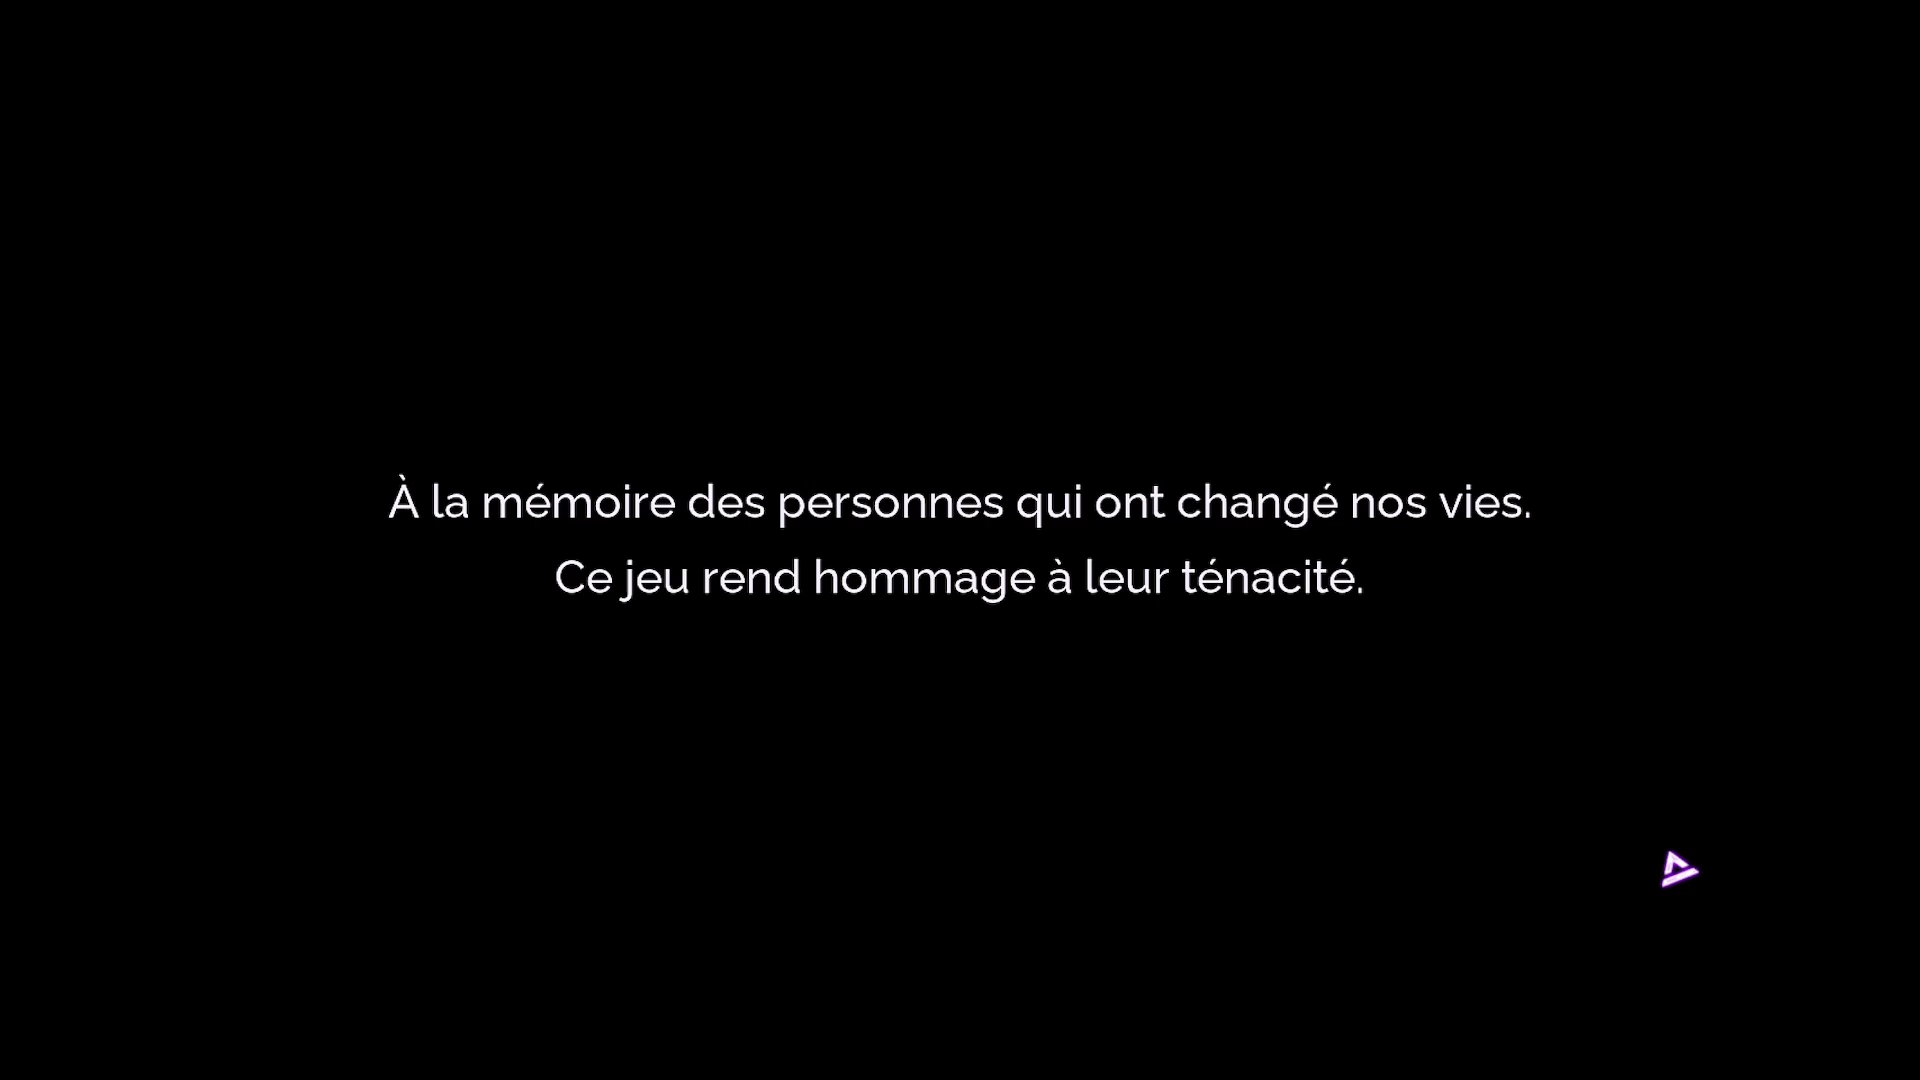 À la mémoire des personnes qui ont changé nos vies.
Ce jeu rend hommage à leur ténacité.